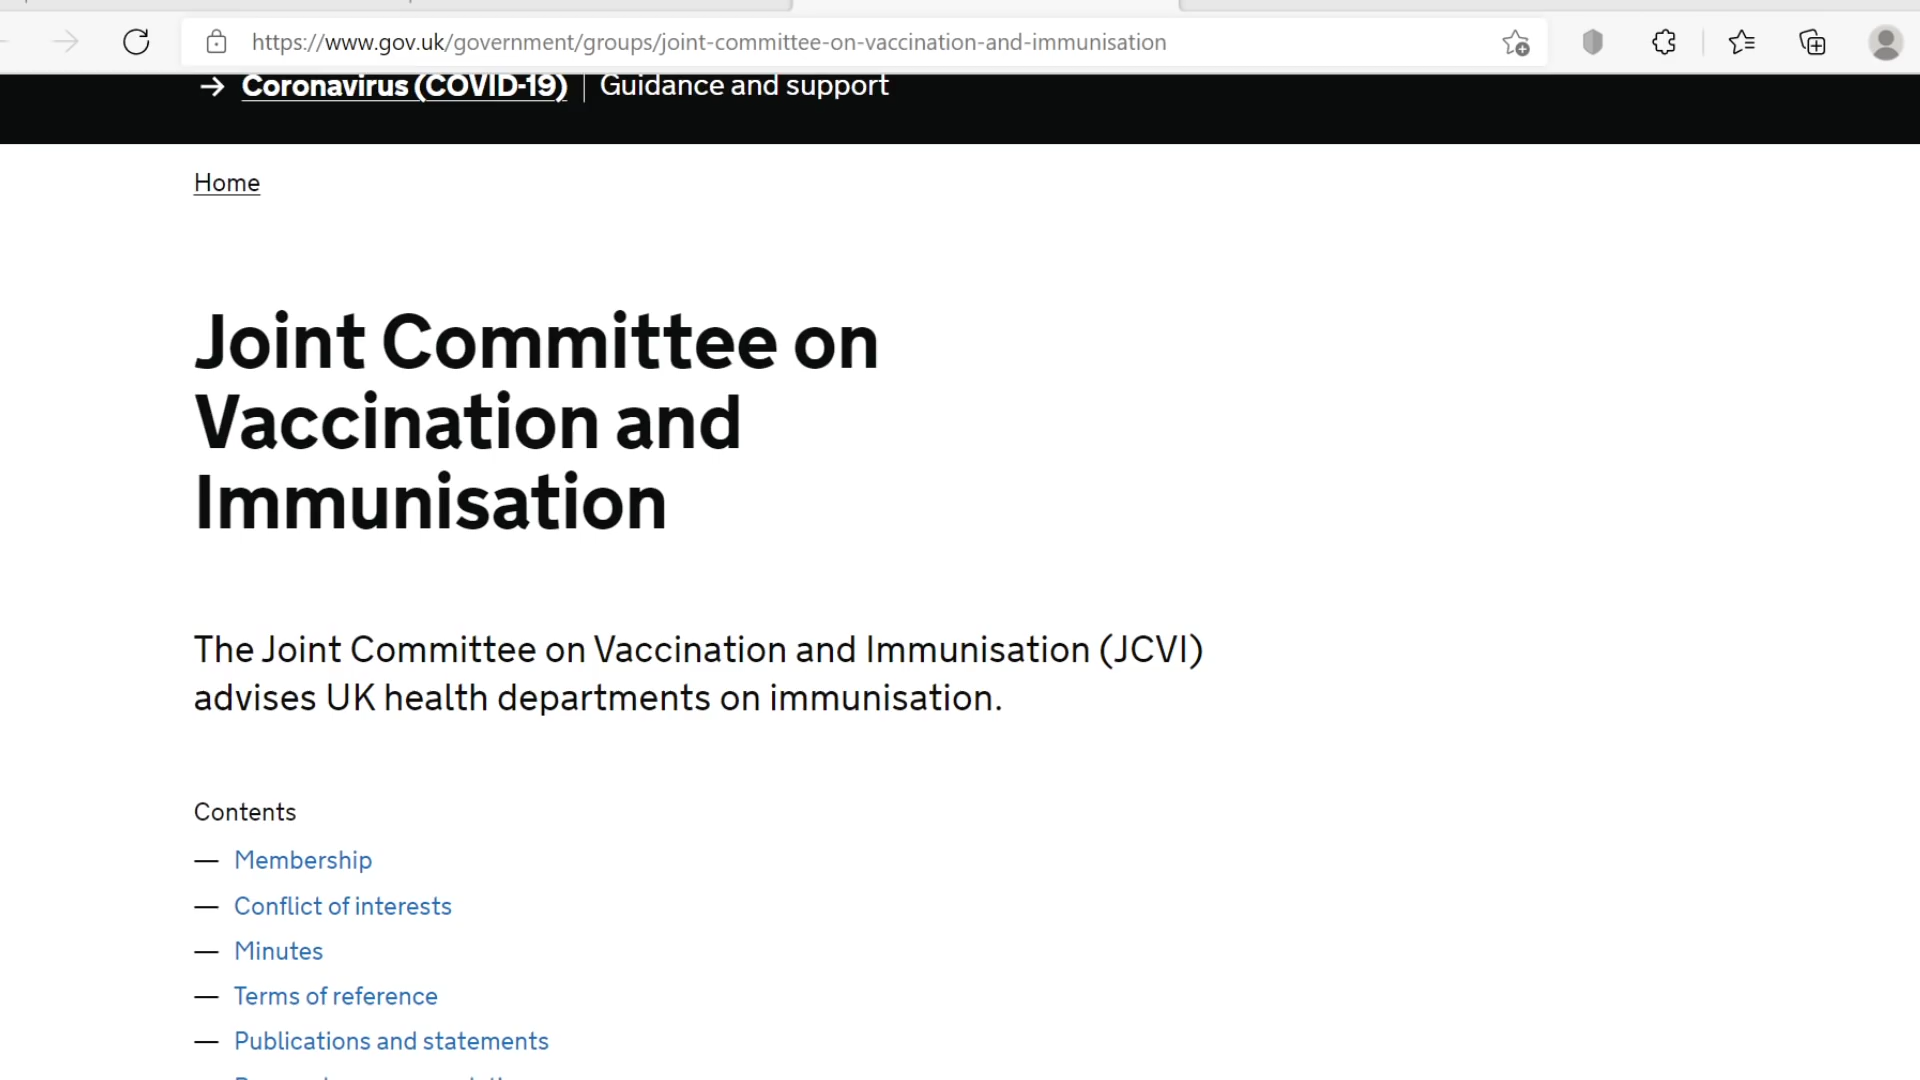 https://www.gov.uk/government/groups/joint-committee-on-vaccination-and-immunisation
→ Coronavirus (COVID-19) | Guidance and support
Home
Joint Committee on
Vaccination and
Immunisation
The Joint Committee on Vaccination and Immunisation (JCVI)
advises UK health departments on immunisation.
Contents
— Membership
— Conflict of interests
— Minutes
— Terms of reference
— Publications and statements